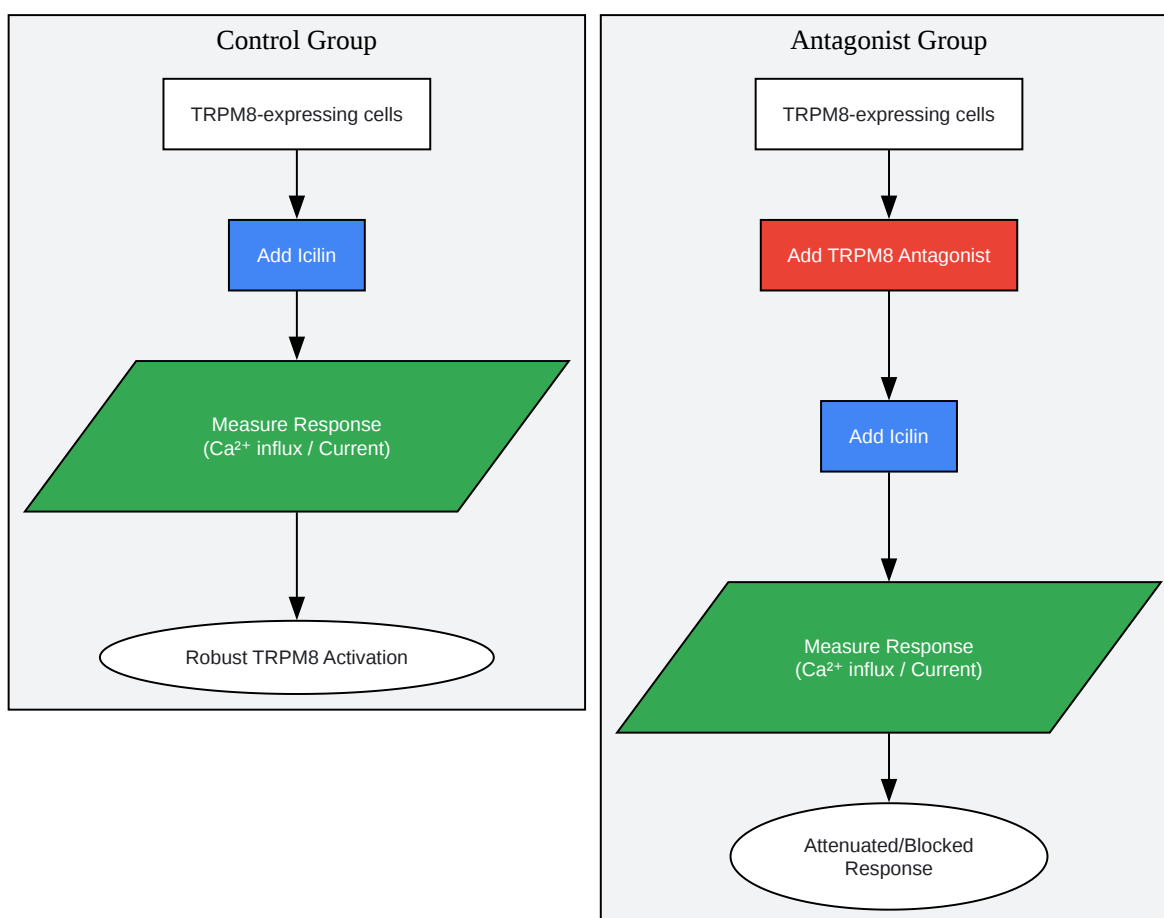 Control Group
TRPM8-expressing cells
Add Icilin
Measure Response
(Ca²⁺ influx / Current)
Robust TRPM8 Activation
Antagonist Group
TRPM8-expressing cells
Add TRPM8 Antagonist
Add Icilin
Measure Response
(Ca²⁺ influx / Current)
Attenuated/Blocked
Response